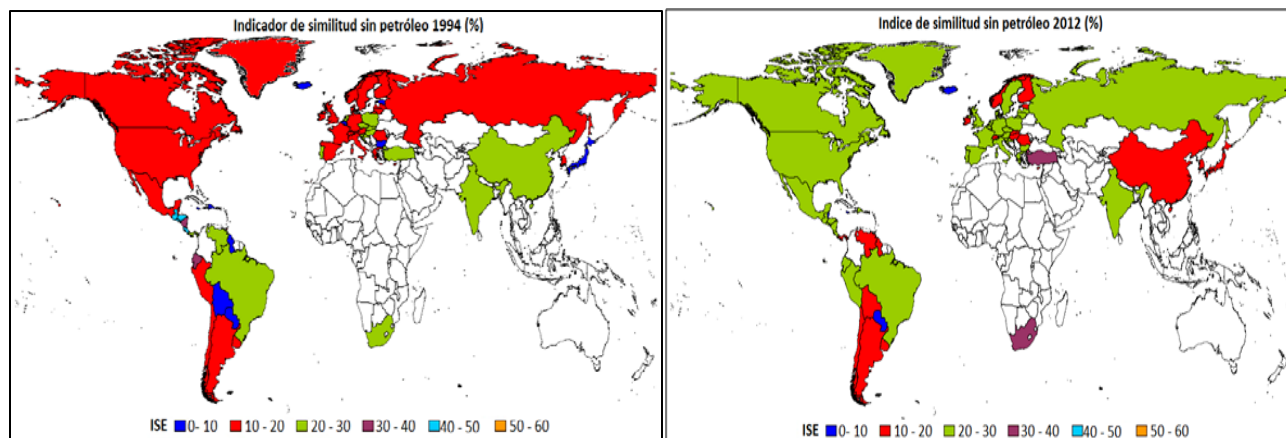 Indicador de similitud sin petróleo 1994 (%)
ISE 0- 10 10 - 20 20 - 30 30 - 40 40 - 50 50 - 60
Indice de similitud sin petróleo 2012 (%)
ISE 0 - 10 10 - 20 20 - 30 30 - 40 40 - 50 50 - 60